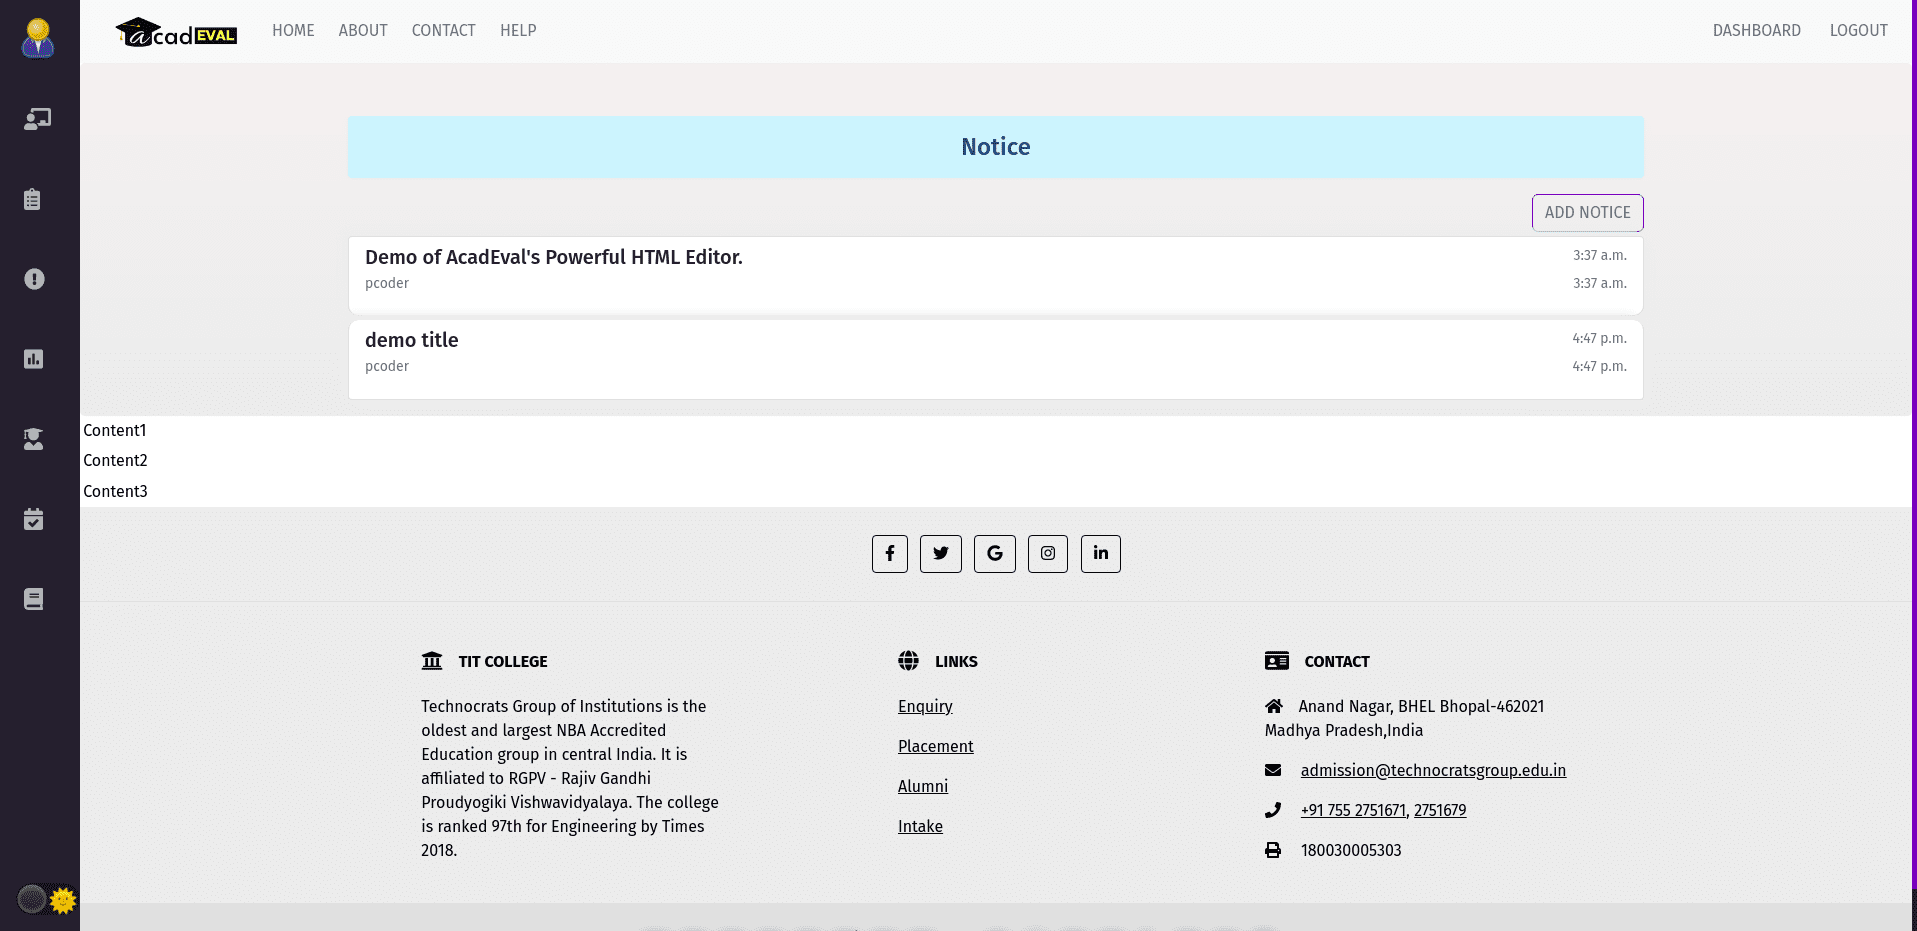 acadEVAL
HOME ABOUT CONTACT HELP
DASHBOARD LOGOUT
Notice
ADD NOTICE
Demo of AcadEval's Powerful HTML Editor.
3:37 a.m.
pcoder
3:37 a.m.
demo title
4:47 p.m.
pcoder
4:47 p.m.
Content1
Content2
Content3
TIT COLLEGE
Technocrats Group of Institutions is the
oldest and largest NBA Accredited
Education group in central India. It is
affiliated to RGPV - Rajiv Gandhi
Proudyogiki Vishwavidyalaya. The college
is ranked 97th for Engineering by Times
2018.
LINKS
Enquiry
Placement
Alumni
Intake
CONTACT
Anand Nagar, BHEL Bhopal-462021
Madhya Pradesh,India
admission@technocratsgroup.edu.in
+91 755 2751671, 2751679
180030005303